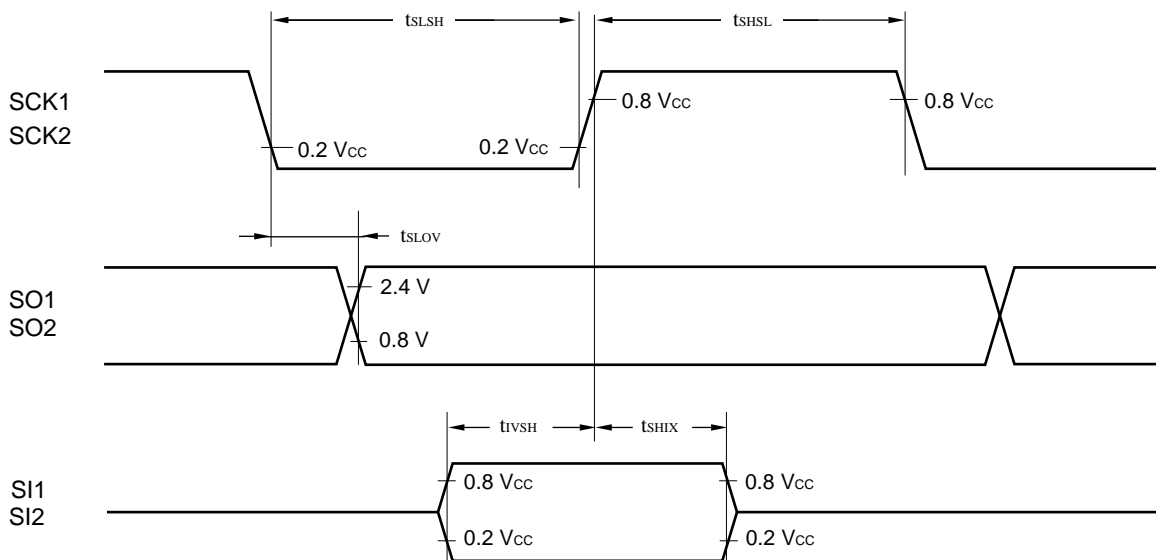 tSLSH
tSHSL
SCK1
SCK2
0.8 VCC
0.8 VCC
0.2 VCC
0.2 VCC
tSLOV
SO1
SO2
2.4 V
0.8 V
tIVSH
tSHIX
SI1
SI2
0.8 VCC
0.8 VCC
0.2 VCC
0.2 VCC